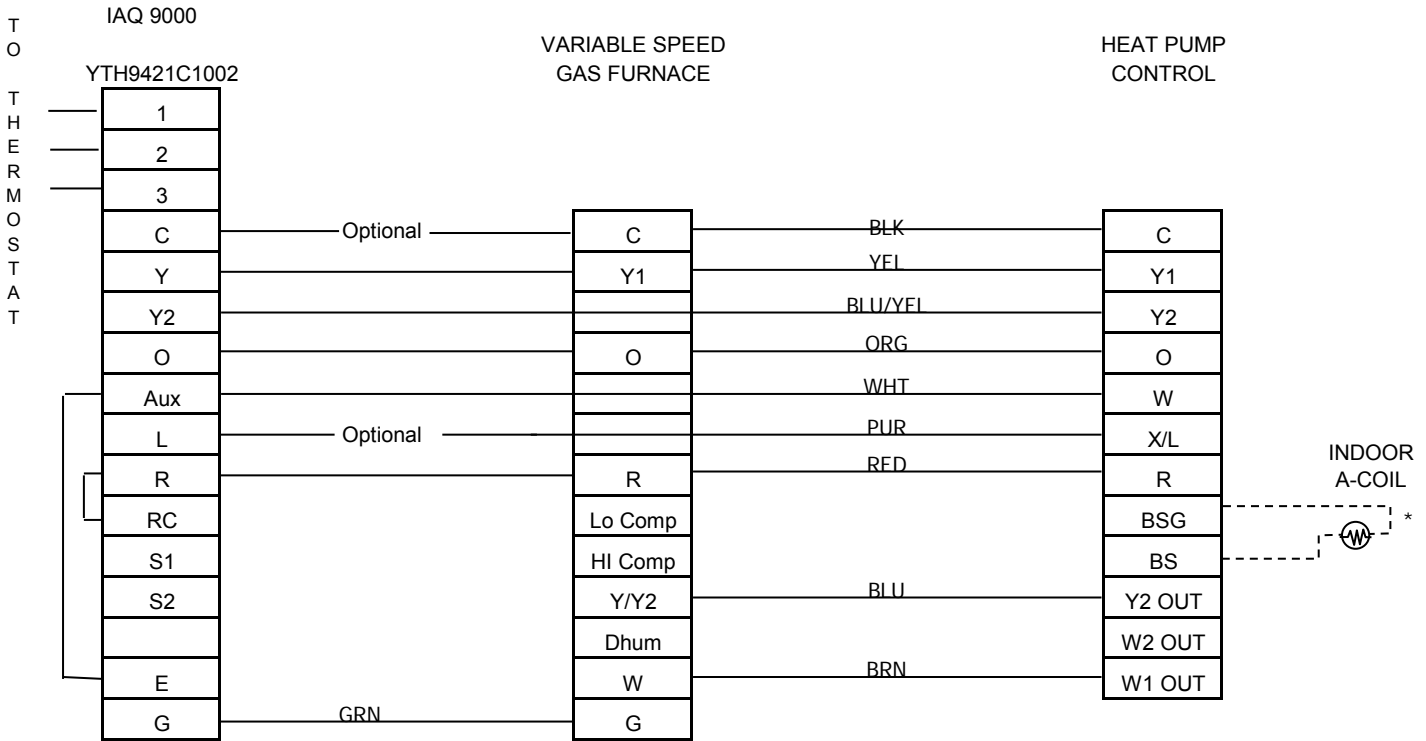 TO THERMOSTAT
IAQ 9000
YTH9421C1002
VARIABLE SPEED
GAS FURNACE
HEAT PUMP
CONTROL
1
2
3
C Optional C BLK C
Y Y1 YEL Y1
Y2 BLU/YEL Y2
O O ORG O
Aux WHT W
L Optional PUR X/L
R R RED R
RC Lo Comp BSG
S1 HI Comp BS
S2 Y/Y2 BLU Y2 OUT
Dhum W2 OUT
E W BRN W1 OUT
G GRN G
INDOOR
A-COIL
*